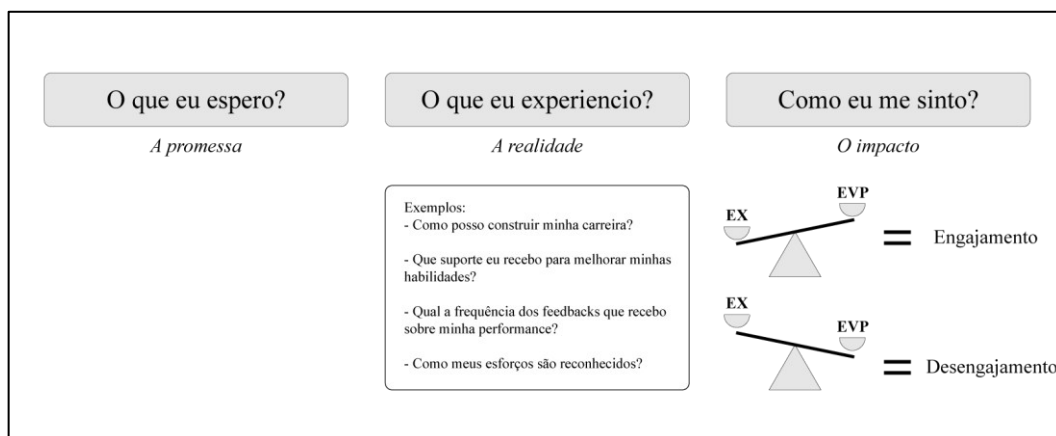 O que eu espero?
A promessa
O que eu experiencio?
A realidade
Exemplos:
- Como posso construir minha carreira?
- Que suporte eu recebo para melhorar minhas
habilidades?
- Qual a frequência dos feedbacks que recebo
sobre minha performance?
- Como meus esforços são reconhecidos?
Como eu me sinto?
O impacto
EX
EVP
= Engajamento
EX
EVP
= Desengajamento